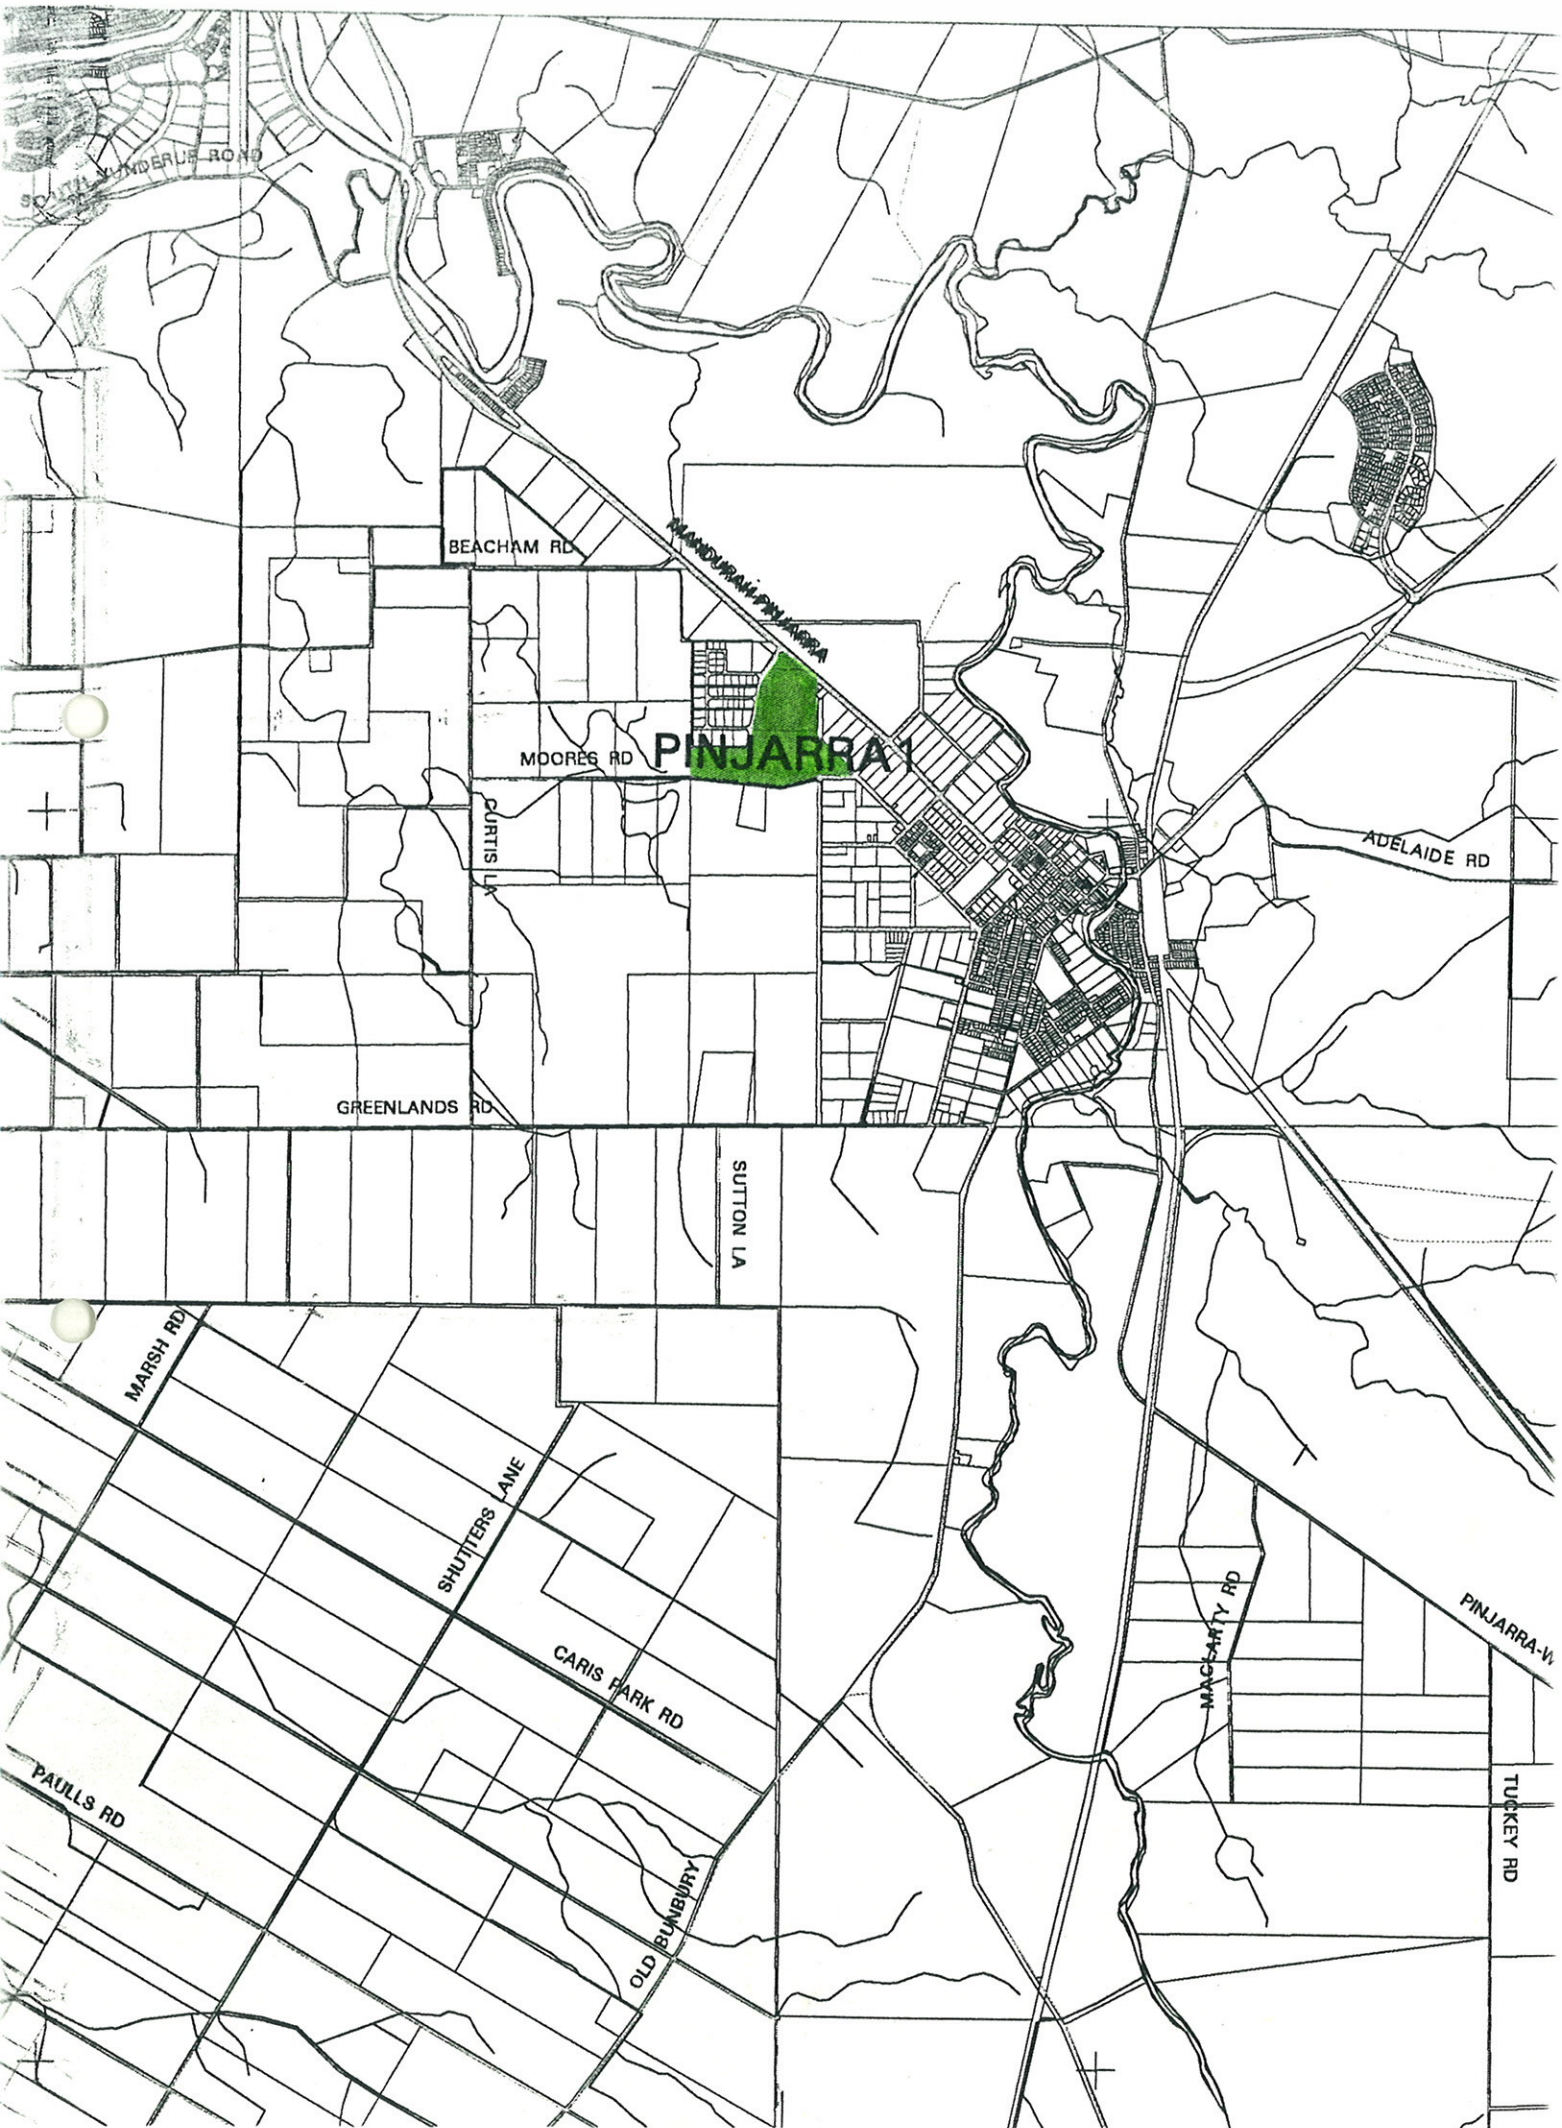 SOUTH YUNDERUP ROAD
BEACHAM RD
MANDURAH-PINJARRA
MOORES RD
PINJARRA 1
CURTIS LA
ADELAIDE RD
GREENLANDS RD
SUTTON LA
MARSH RD
SHUTTERS LANE
MACLARTY RD
PINJARRA-W
CARIS PARK RD
PAULLS RD
TUCKEY RD
OLD BUNBURY